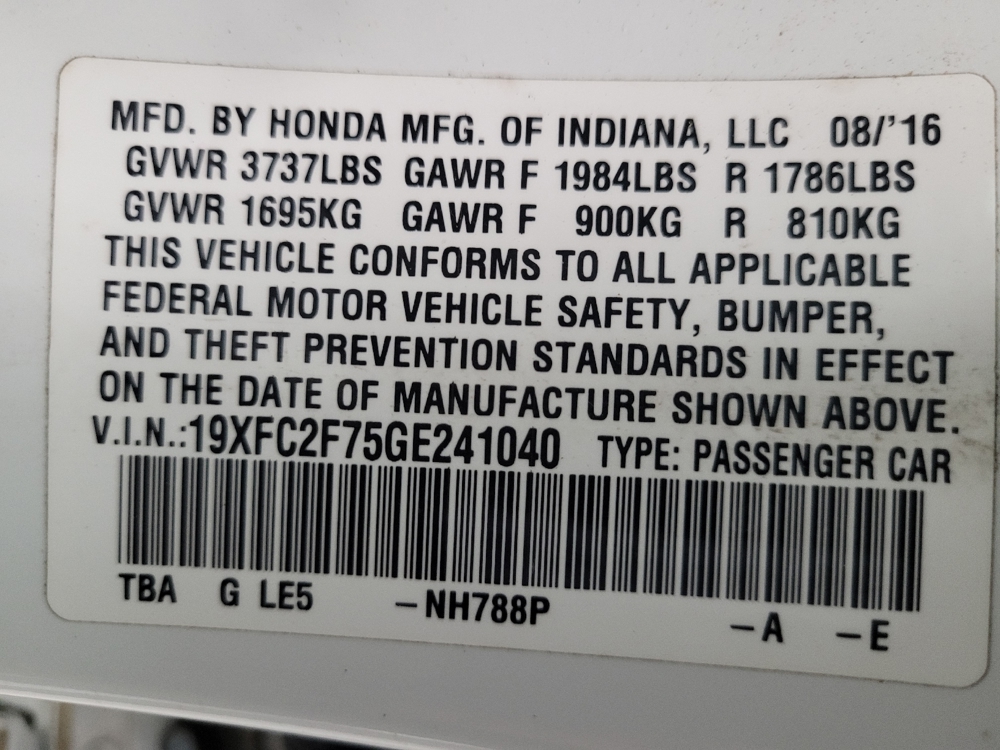 MFD. BY HONDA MFG. OF INDIANA, LLC 08/'16
GVWR 3737LBS GAWR F 1984LBS R 1786LBS
GVWR 1695KG GAWR F 900KG R 810KG
THIS VEHICLE CONFORMS TO ALL APPLICABLE
FEDERAL MOTOR VEHICLE SAFETY, BUMPER,
AND THEFT PREVENTION STANDARDS IN EFFECT
ON THE DATE OF MANUFACTURE SHOWN ABOVE.
V.I.N.:19XFC2F75GE241040 TYPE: PASSENGER CAR
TBA G LE5 –NH788P –A –E